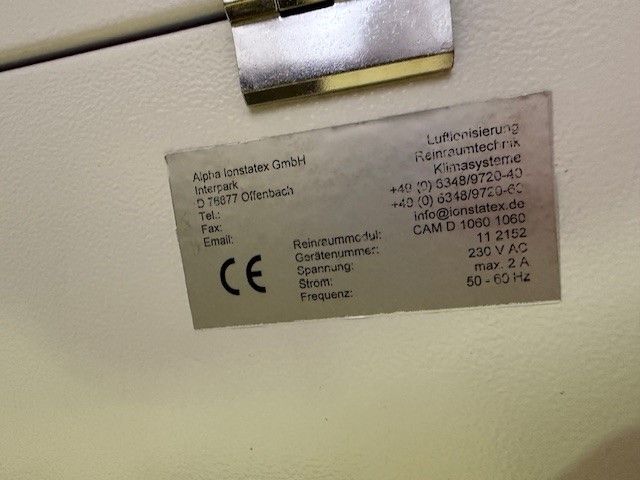 Alpha Ionstatex GmbH Luftionisierung
Interpark Reinraumtechnik
D 76877 Offenbach Klimasysteme
Tel.: +49 (0) 6348/9720-40
Fax: +49 (0) 6348/9720-60
Email: info@ionstatex.de
Reinraummodul: CAM D 1060 1060
Gerätenummer: 11 2152
Spannung: 230 V AC
Strom: max. 2 A
Frequenz: 50 - 60 Hz
CE